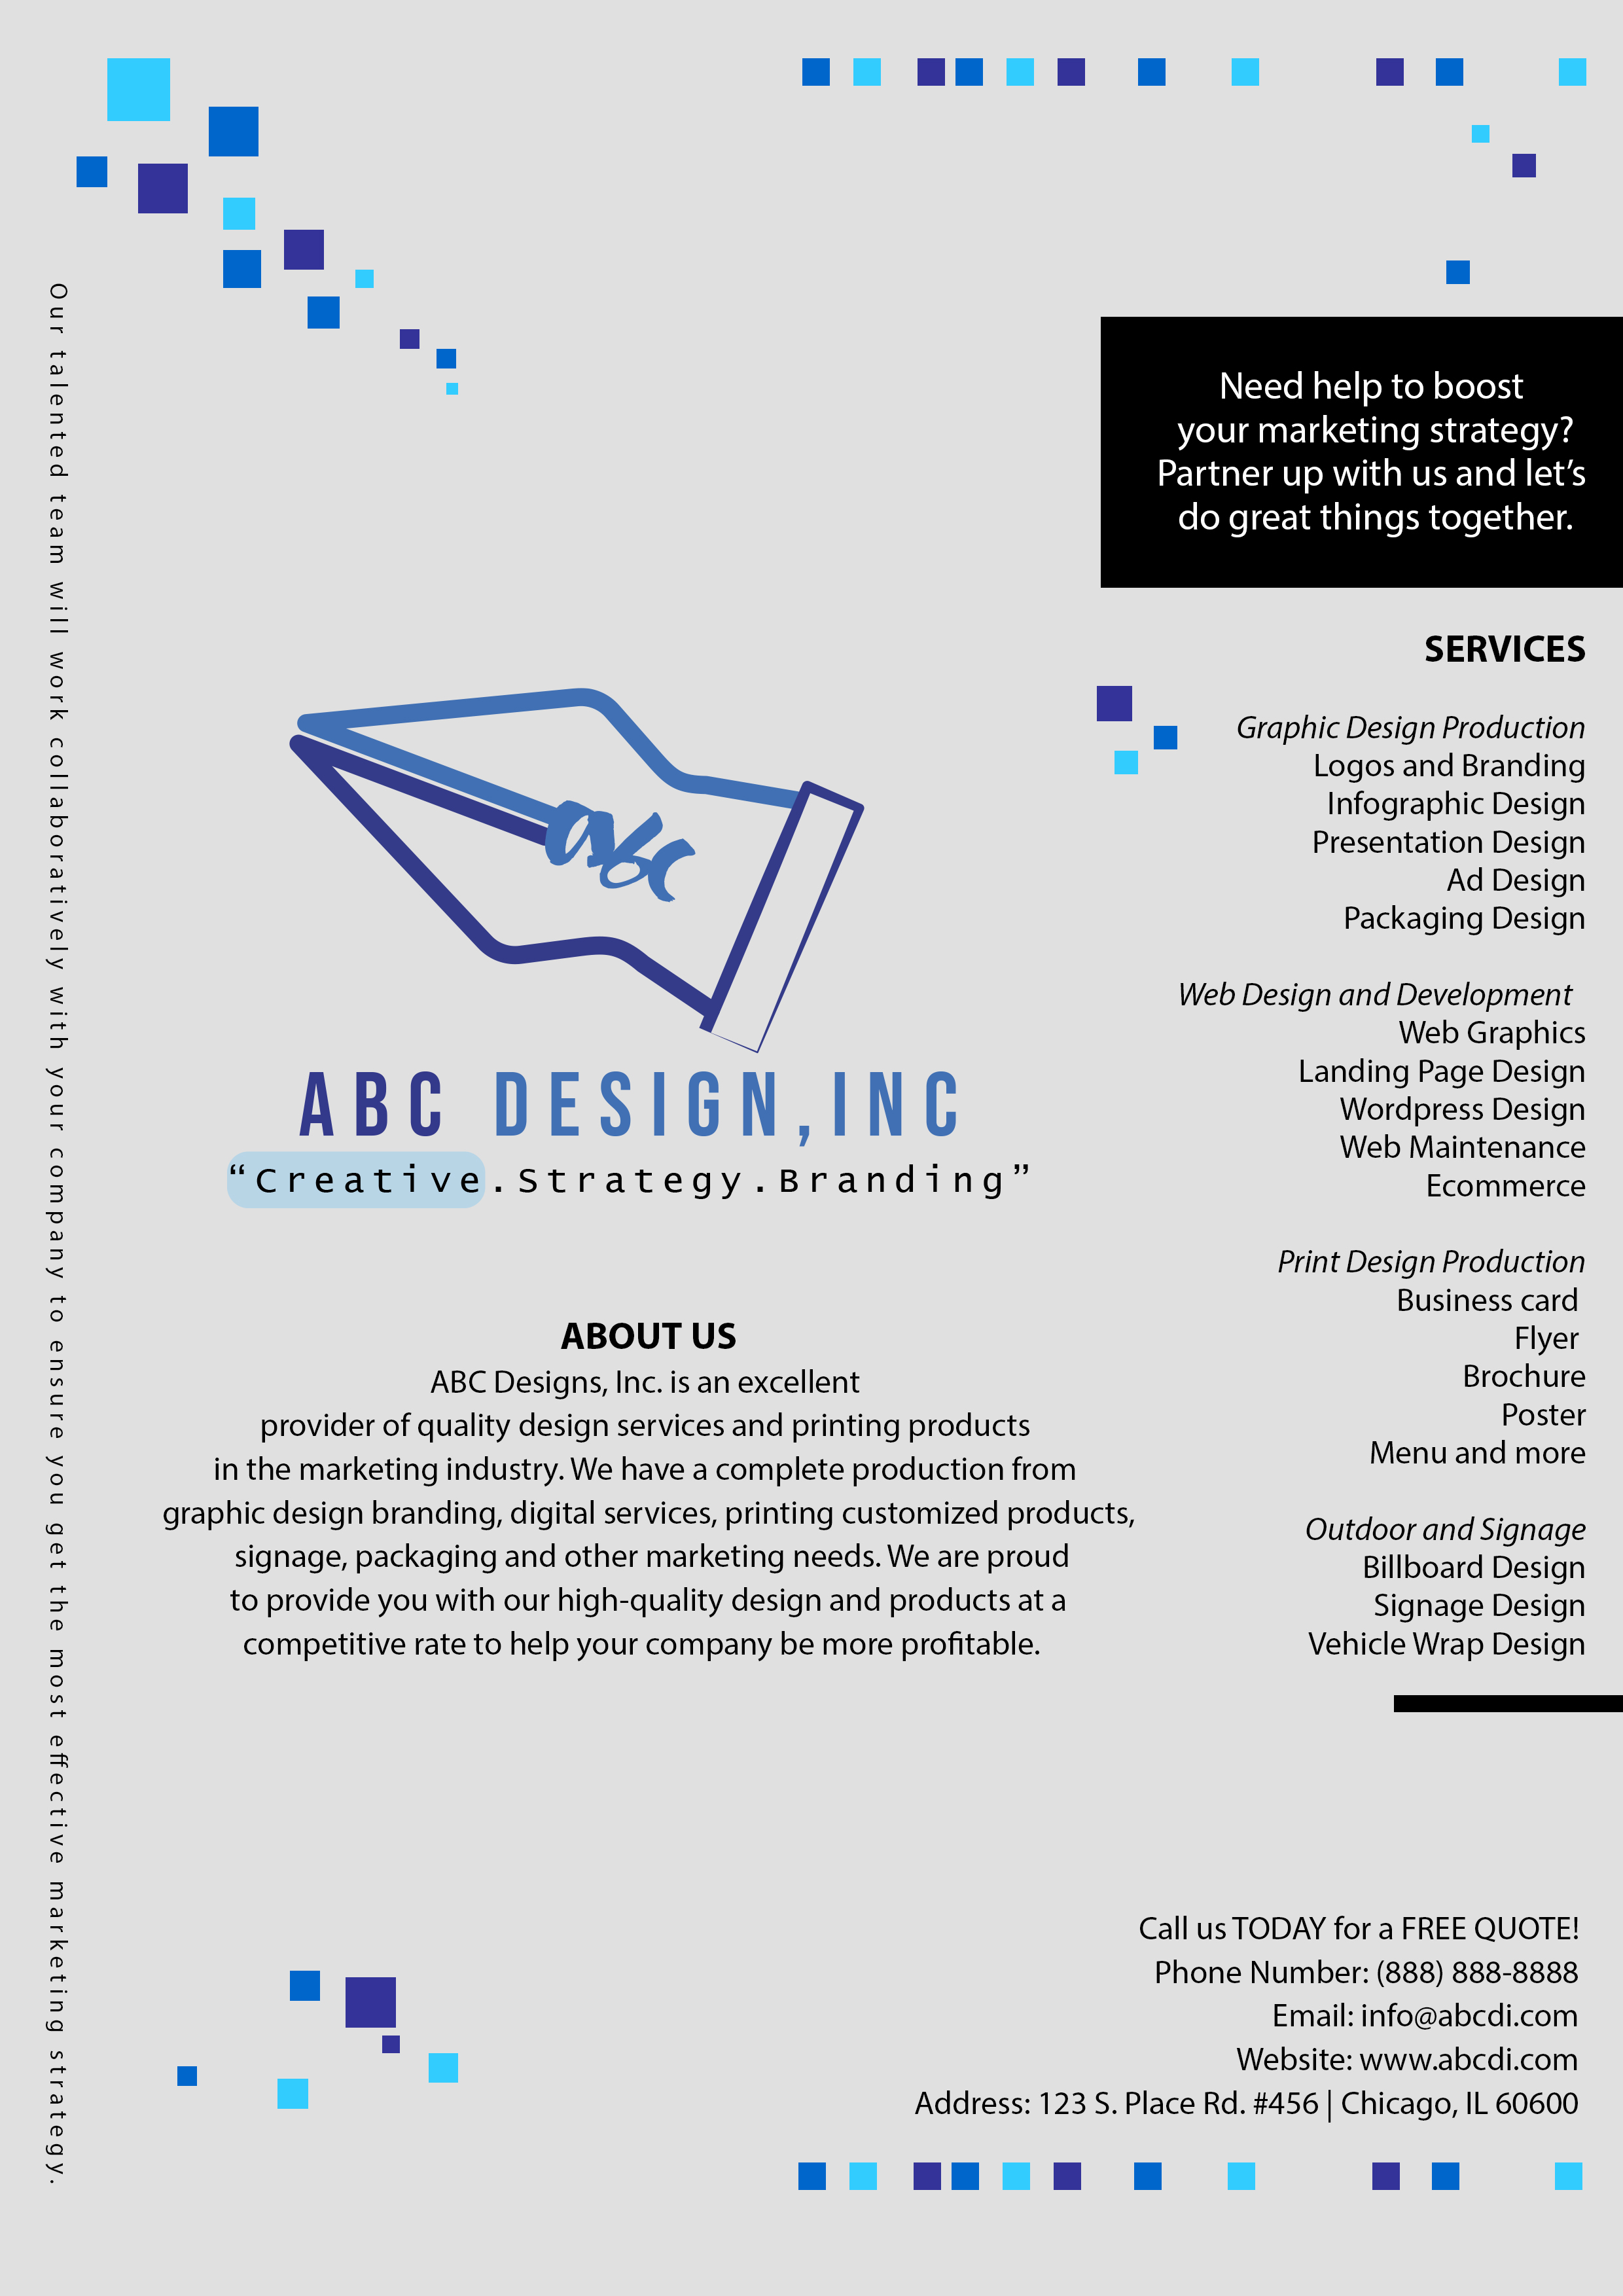 Our talented team will work collaboratively with your company to ensure you get the most effective marketing strategy.
Need help to boost
your marketing strategy?
Partner up with us and let’s
do great things together.
abc
ABC DESIGN,INC
“Creative.Strategy.Branding”
ABOUT US
ABC Designs, Inc. is an excellent
provider of quality design services and printing products
in the marketing industry. We have a complete production from
graphic design branding, digital services, printing customized products,
signage, packaging and other marketing needs. We are proud
to provide you with our high-quality design and products at a
competitive rate to help your company be more profitable.
SERVICES
Graphic Design Production
Logos and Branding
Infographic Design
Presentation Design
Ad Design
Packaging Design
Web Design and Development
Web Graphics
Landing Page Design
Wordpress Design
Web Maintenance
Ecommerce
Print Design Production
Business card
Flyer
Brochure
Poster
Menu and more
Outdoor and Signage
Billboard Design
Signage Design
Vehicle Wrap Design
Call us TODAY for a FREE QUOTE!
Phone Number: (888) 888-8888
Email: info@abcdi.com
Website: www.abcdi.com
Address: 123 S. Place Rd. #456 | Chicago, IL 60600